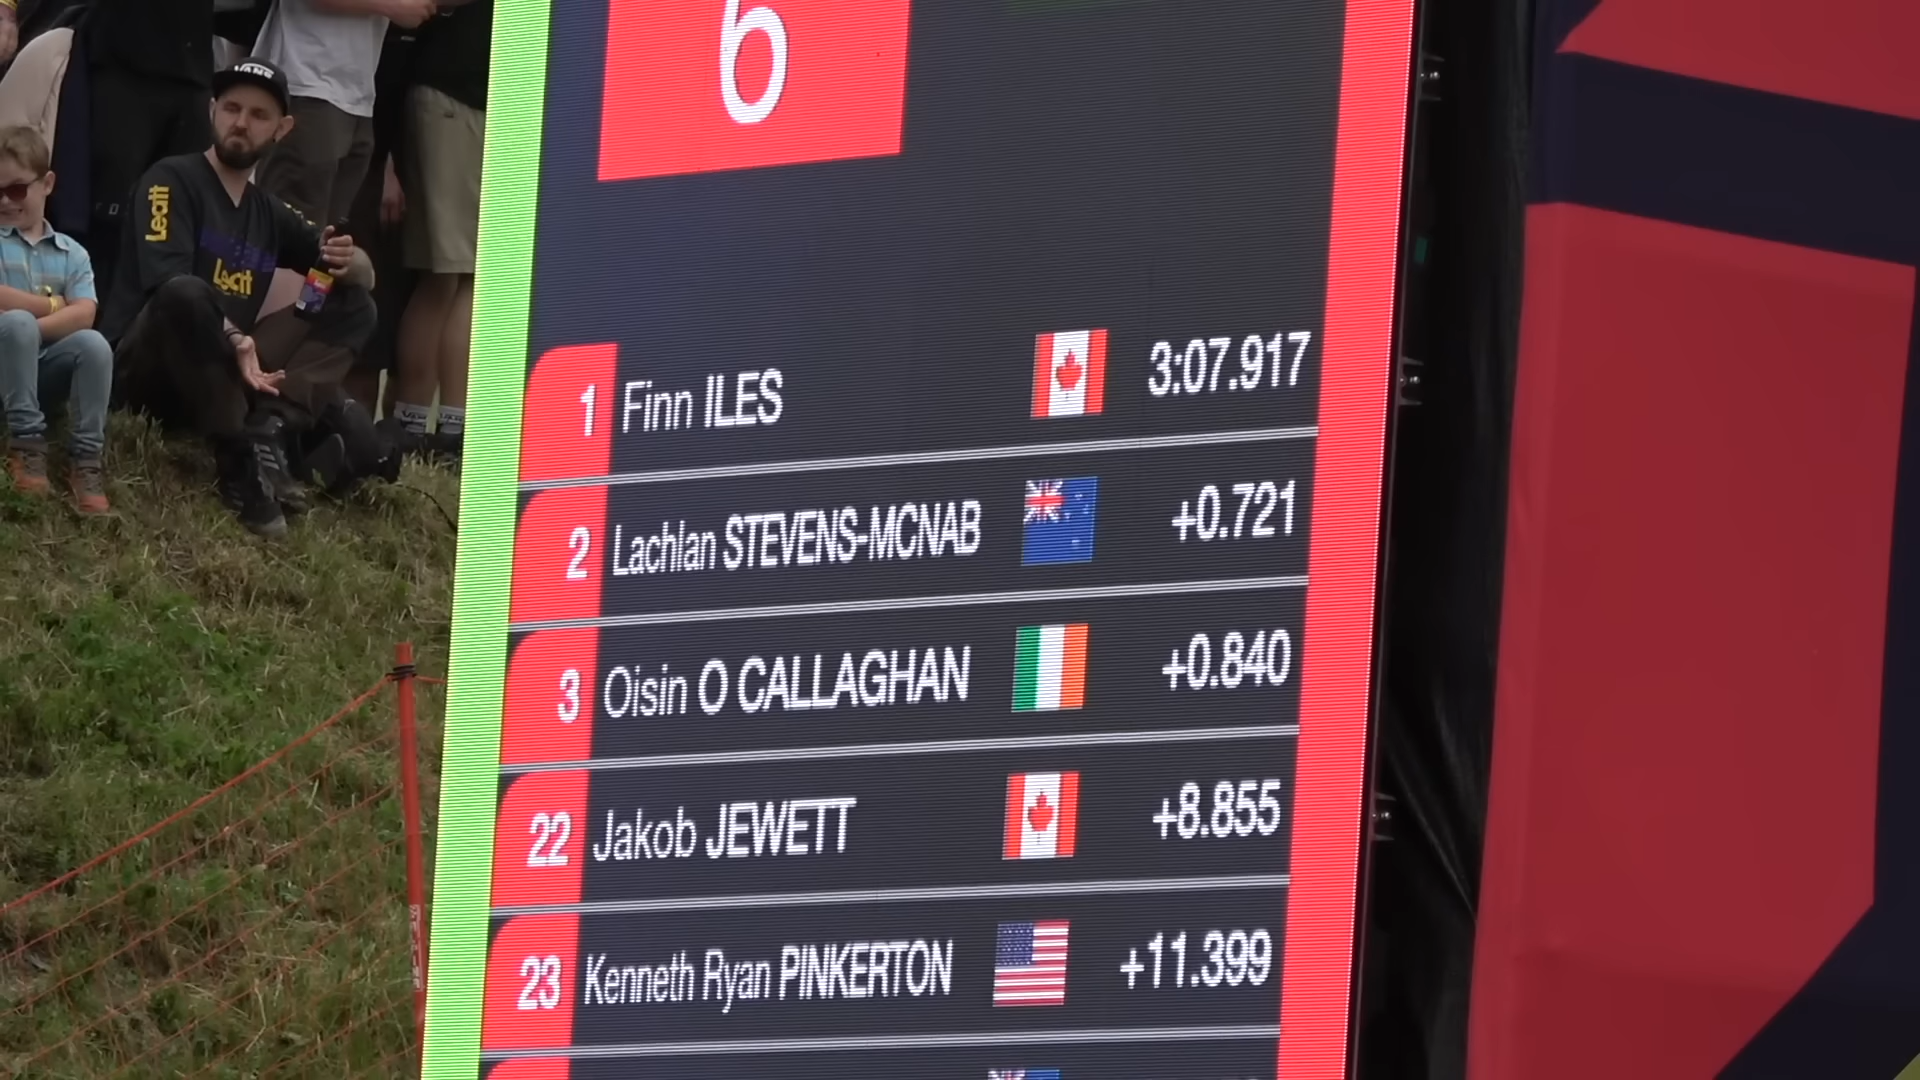 6
VANS
Leatt
Leatt
1 Finn ILES 3:07.917
2 Lachlan STEVENS-MCNAB +0.721
3 Oisin O CALLAGHAN +0.840
22 Jakob JEWETT +8.855
23 Kenneth Ryan PINKERTON +11.399